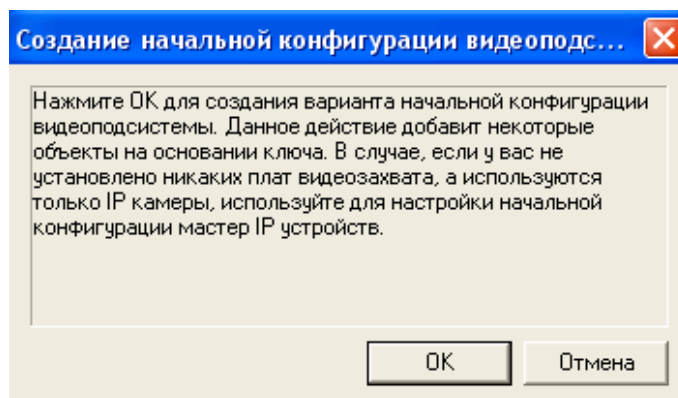 Создание начальной конфигурации видеоподс...
Нажмите ОК для создания варианта начальной конфигурации
видеоподсистемы. Данное действие добавит некоторые
объекты на основании ключа. В случае, если у вас не
установлено никаких плат видеозахвата, а используются
только IP камеры, используйте для настройки начальной
конфигурации мастер IP устройств.
OK
Отмена